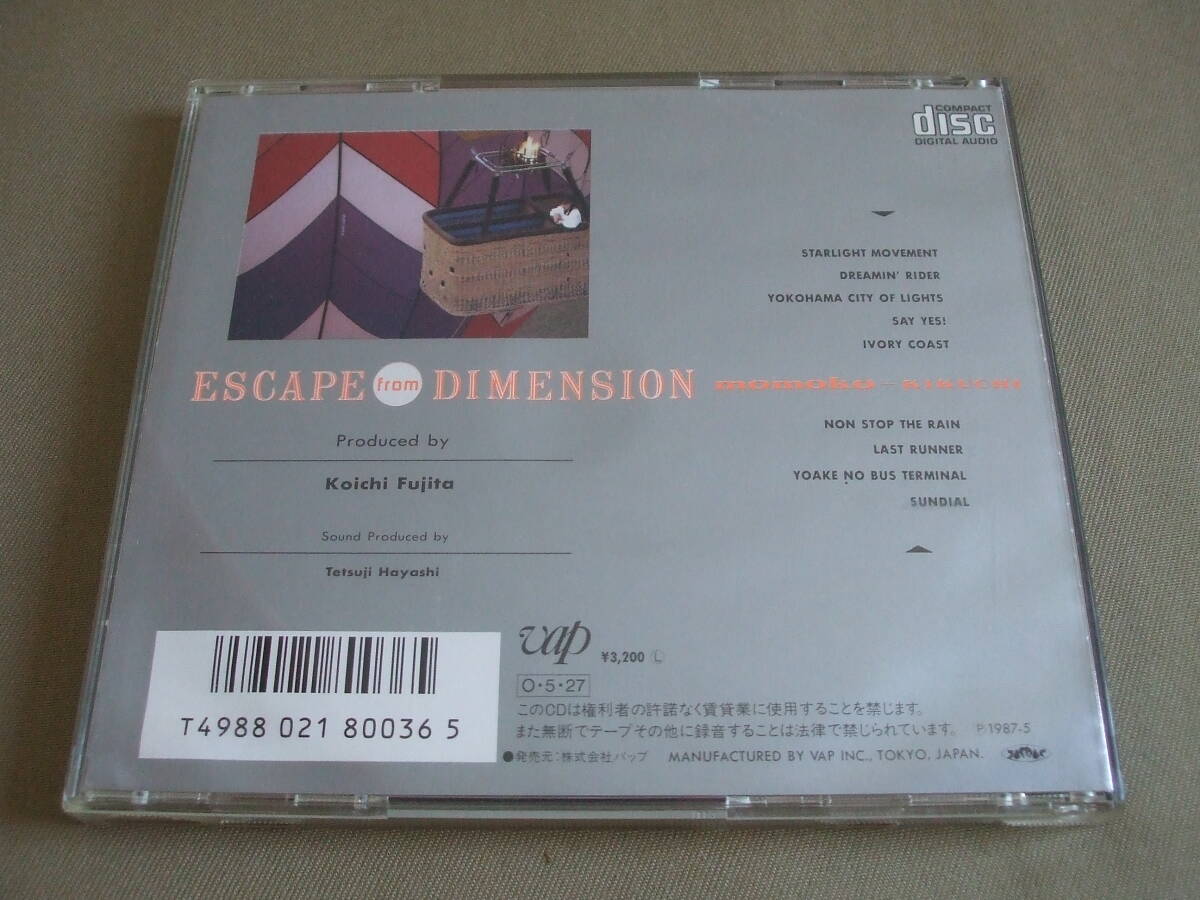 COMPACT
disc
DIGITAL AUDIO
STARLIGHT MOVEMENT
DREAMIN' RIDER
YOKOHAMA CITY OF LIGHTS
SAY YES!
IVORY COAST
ESCAPE from DIMENSION momoko-KIKUCHI
NON STOP THE RAIN
LAST RUNNER
YOAKE NO BUS TERMINAL
SUNDIAL
Produced by
Koichi Fujita
Sound Produced by
Tetsuji Hayashi
vap ¥3,200 Ⓛ
O・5・27
このCDは権利者の許諾なく賃貸業に使用することを禁じます。
また無断でテープその他に録音することは法律で禁じられています。 P.1987-5
●発売元:株式会社バップ MANUFACTURED BY VAP INC., TOKYO, JAPAN.
T4988 021 80036 5